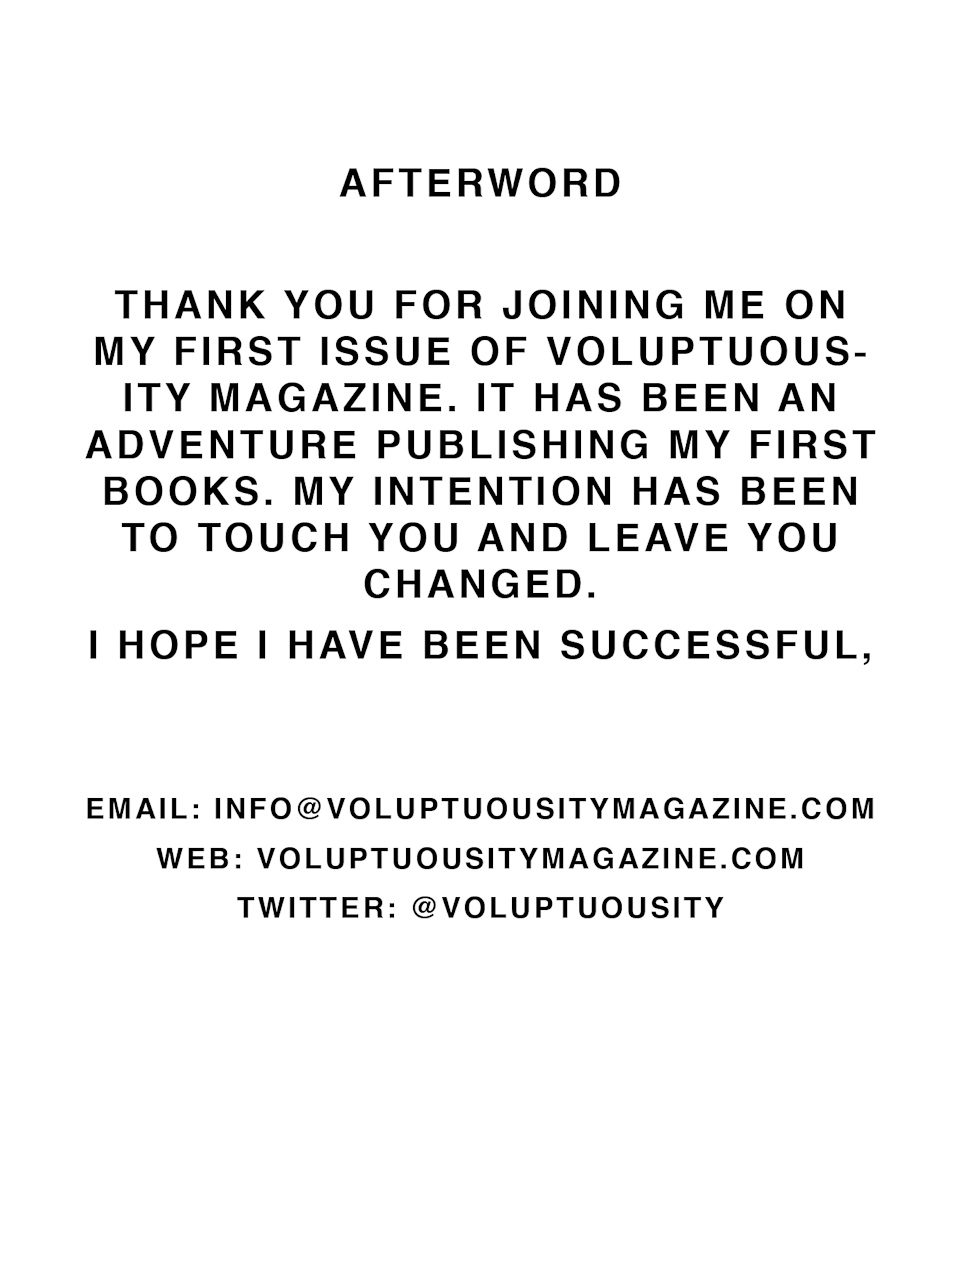 AFTERWORD
THANK YOU FOR JOINING ME ON
MY FIRST ISSUE OF VOLUPTUOUS-
ITY MAGAZINE. IT HAS BEEN AN
ADVENTURE PUBLISHING MY FIRST
BOOKS. MY INTENTION HAS BEEN
TO TOUCH YOU AND LEAVE YOU
CHANGED.
I HOPE I HAVE BEEN SUCCESSFUL,
EMAIL: INFO@VOLUPTUOUSITYMAGAZINE.COM
WEB: VOLUPTUOUSITYMAGAZINE.COM
TWITTER: @VOLUPTUOUSITY